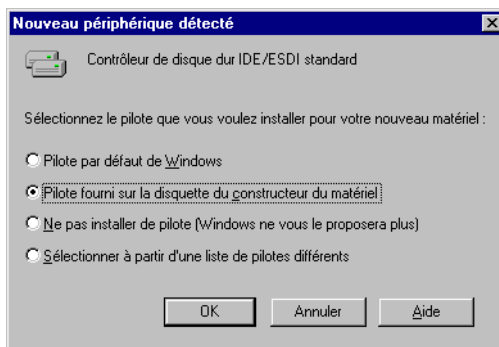 Nouveau périphérique détecté
Contrôleur de disque dur IDE/ESDI standard
Sélectionnez le pilote que vous voulez installer pour votre nouveau matériel :
Pilote par défaut de Windows
Pilote fourni sur la disquette du constructeur du matériel
Ne pas installer de pilote (Windows ne vous le proposera plus)
Sélectionner à partir d'une liste de pilotes différents
OK Annuler Aide